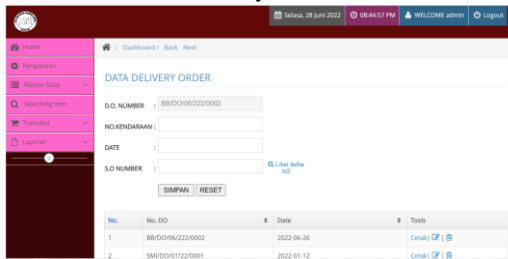 Selasa, 28 Juni 2022
08:44:57 PM
WELCOME admin
Logout
Home
Dashboard / Back Next
Pengaturan
Master Data
Searching Item
Transaksi
Laporan
DATA DELIVERY ORDER
D.O. NUMBER : BB/DO/06/222/0002
NO.KENDARAAN :
DATE :
S.O NUMBER : Lihat daftar
SO
SIMPAN RESET
No. No. DO Date Tools
1 BB/DO/06/222/0002 2022-06-26 Cetak| |
2 SMI/DO/01/22/0001 2022-01-12 Cetak| |